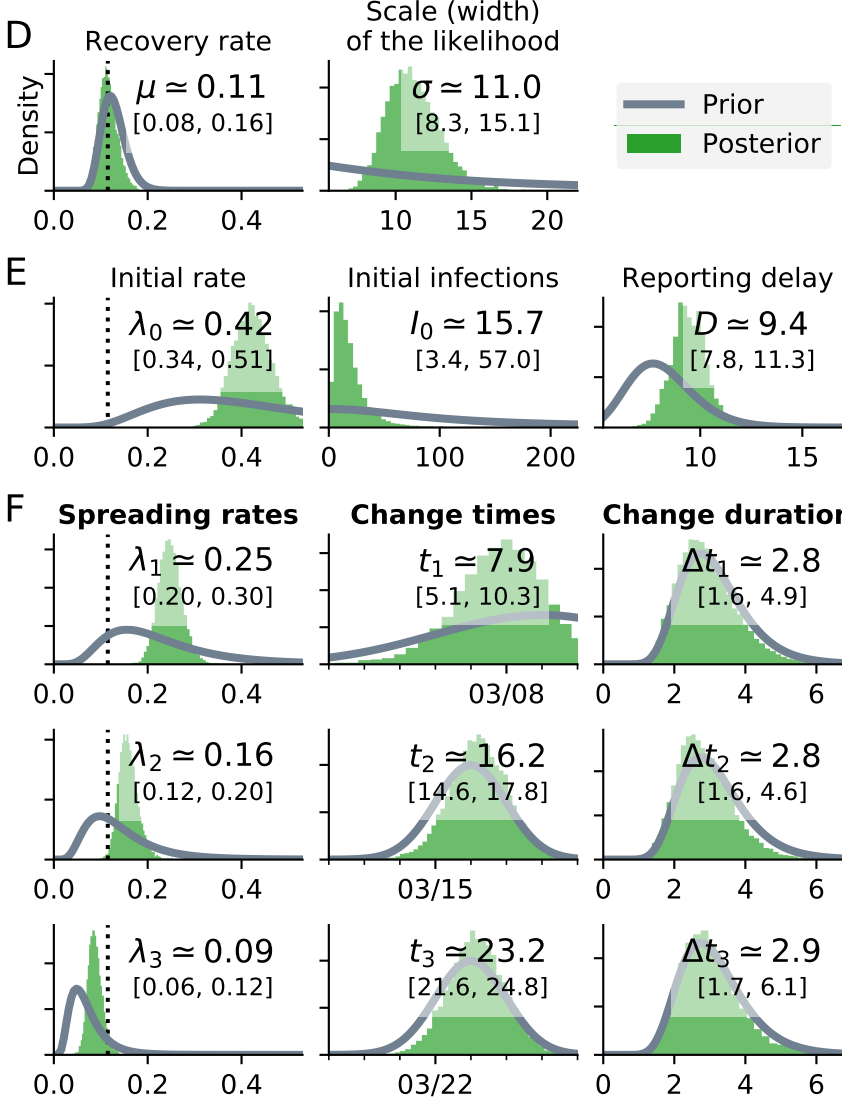 D
Recovery rate
Scale (width)
of the likelihood
Density
μ ≃ 0.11
[0.08, 0.16]
σ ≃ 11.0
[8.3, 15.1]
Prior
Posterior
0.0 0.2 0.4
10 15 20
E
Initial rate
Initial infections
Reporting delay
λ0 ≃ 0.42
[0.34, 0.51]
I0 ≃ 15.7
[3.4, 57.0]
D ≃ 9.4
[7.8, 11.3]
0.0 0.2 0.4
0 100 200
10 15
F
Spreading rates
Change times
Change duration
λ1 ≃ 0.25
[0.20, 0.30]
t1 ≃ 7.9
[5.1, 10.3]
Δt1 ≃ 2.8
[1.6, 4.9]
0.0 0.2 0.4
03/08
2 4 6
λ2 ≃ 0.16
[0.12, 0.20]
t2 ≃ 16.2
[14.6, 17.8]
Δt2 ≃ 2.8
[1.6, 4.6]
0.0 0.2 0.4
03/15
2 4 6
λ3 ≃ 0.09
[0.06, 0.12]
t3 ≃ 23.2
[21.6, 24.8]
Δt3 ≃ 2.9
[1.7, 6.1]
0.0 0.2 0.4
03/22
2 4 6